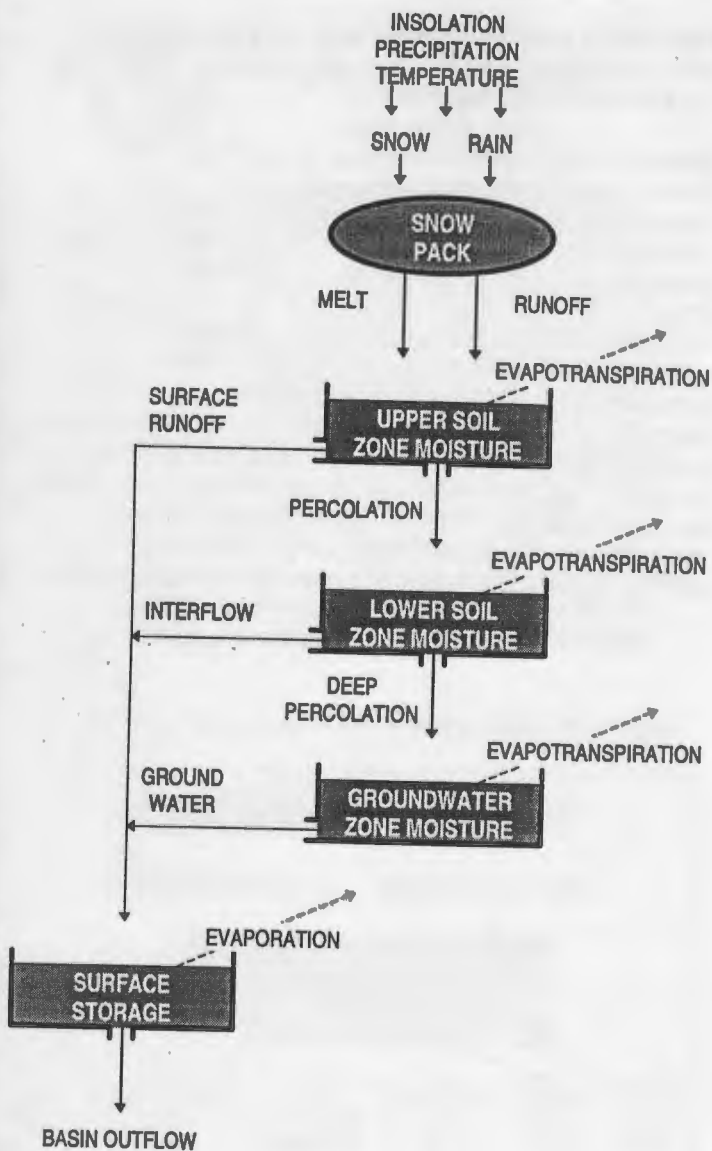 INSOLATION
PRECIPITATION
TEMPERATURE
SNOW RAIN
SNOW
PACK
MELT RUNOFF
EVAPOTRANSPIRATION
SURFACE
RUNOFF
UPPER SOIL
ZONE MOISTURE
PERCOLATION
EVAPOTRANSPIRATION
INTERFLOW
LOWER SOIL
ZONE MOISTURE
DEEP
PERCOLATION
EVAPOTRANSPIRATION
GROUND
WATER
GROUNDWATER
ZONE MOISTURE
EVAPORATION
SURFACE
STORAGE
BASIN OUTFLOW